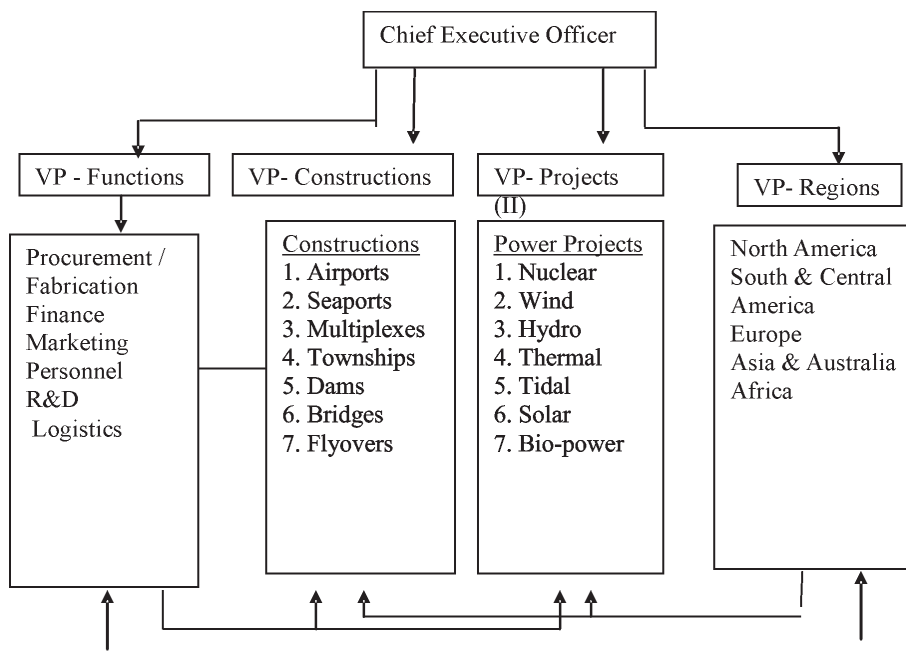 Chief Executive Officer
VP - Functions
VP- Constructions
VP- Projects
(II)
VP- Regions
Procurement /
Fabrication
Finance
Marketing
Personnel
R&D
Logistics
Constructions
1. Airports
2. Seaports
3. Multiplexes
4. Townships
5. Dams
6. Bridges
7. Flyovers
Power Projects
1. Nuclear
2. Wind
3. Hydro
4. Thermal
5. Tidal
6. Solar
7. Bio-power
North America
South & Central
America
Europe
Asia & Australia
Africa